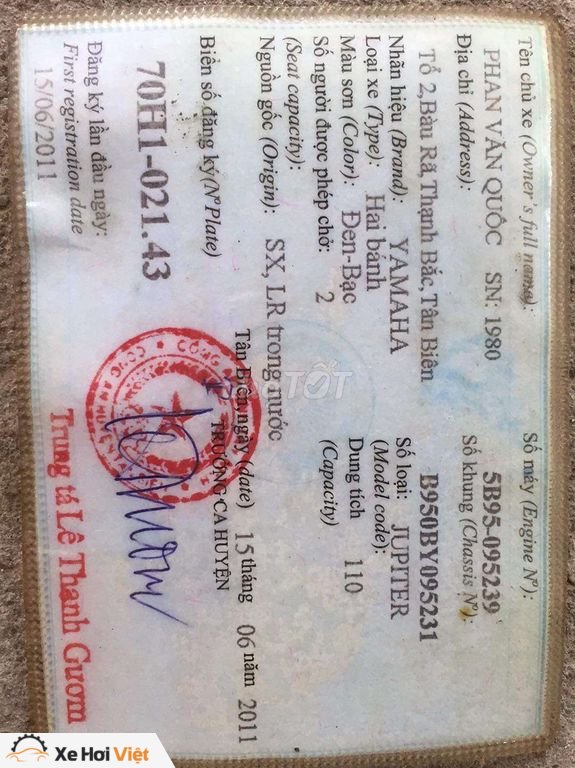 Tên chủ xe (Owner's full name):
PHAN VĂN QUỐC SN: 1980
Địa chỉ (Address):
Tổ 2,Bàu Rã,Thạnh Bắc,Tân Biên
Nhãn hiệu (Brand): YAMAHA
Loại xe (Type): Hai bánh
Màu sơn (Color): Đen-Bạc
Số người được phép chở: 2
(Seat capacity):
Nguồn gốc (Origin): SX, LR trong nước
Biển số đăng ký(N°Plate)
70H1-021.43
Đăng ký lần đầu ngày:
First registration date
15/06/2011
Số máy (Engine N°):
5B95-095239
Số khung (Chassis N°):
B950BY095231
Số loại: JUPITER
(Model code):
Dung tích 110
(Capacity)
Tân Biên,ngày (date) 15 tháng 06 năm 2011
TRƯỞNG CA HUYỆN
Trung tá Lê Thanh Gươm
TỐT
Xe Hơi Việt